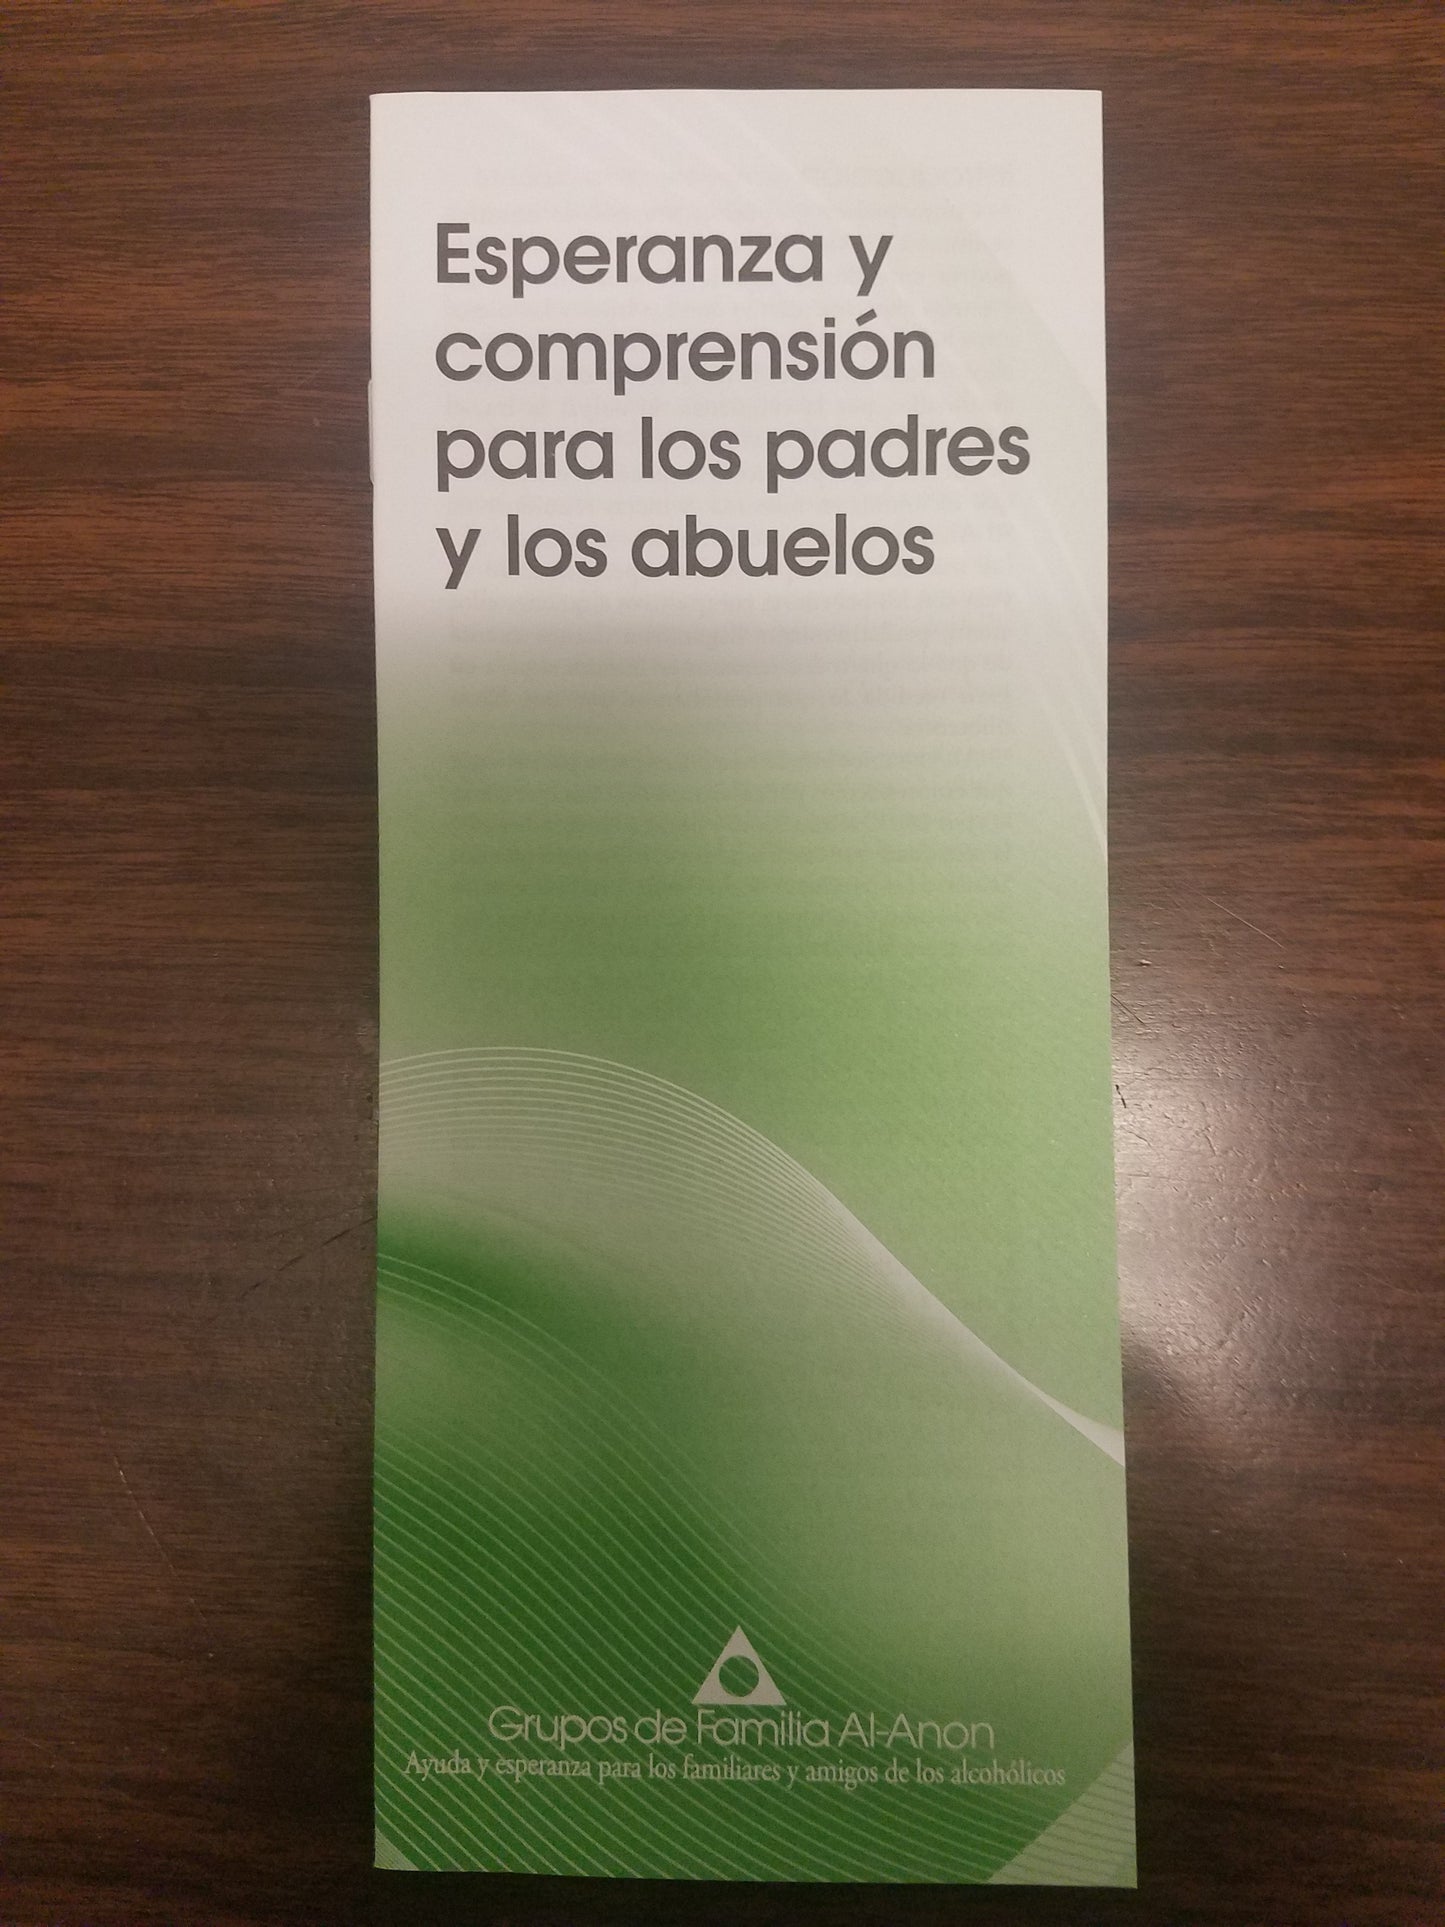 Esperanza y
comprensión
para los padres
y los abuelos
Grupos de Familia Al-Anon
Ayuda y esperanza para los familiares y amigos de los alcohólicos